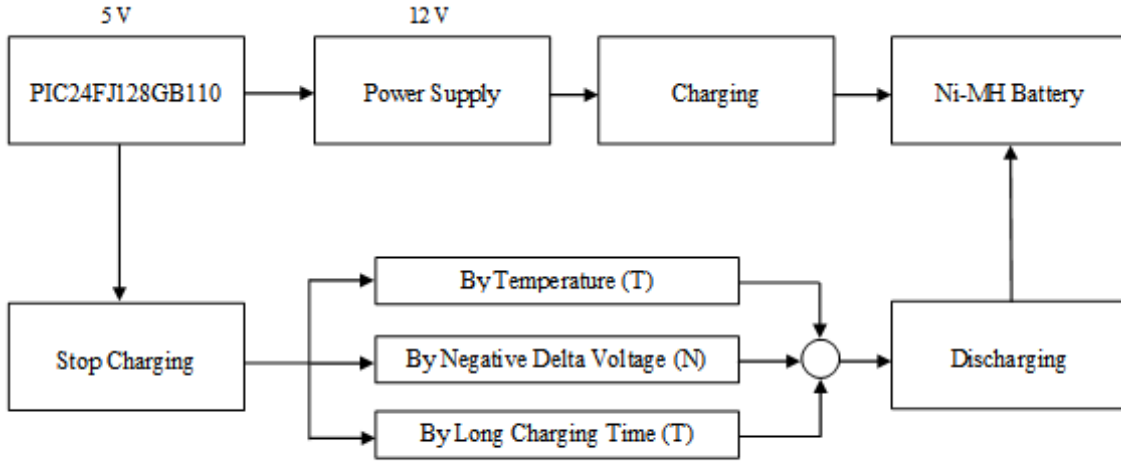 5 V
12 V
PIC24FJ128GB110
Power Supply
Charging
Ni-MH Battery
By Temperature (T)
Stop Charging
By Negative Delta Voltage (N)
Discharging
By Long Charging Time (T)